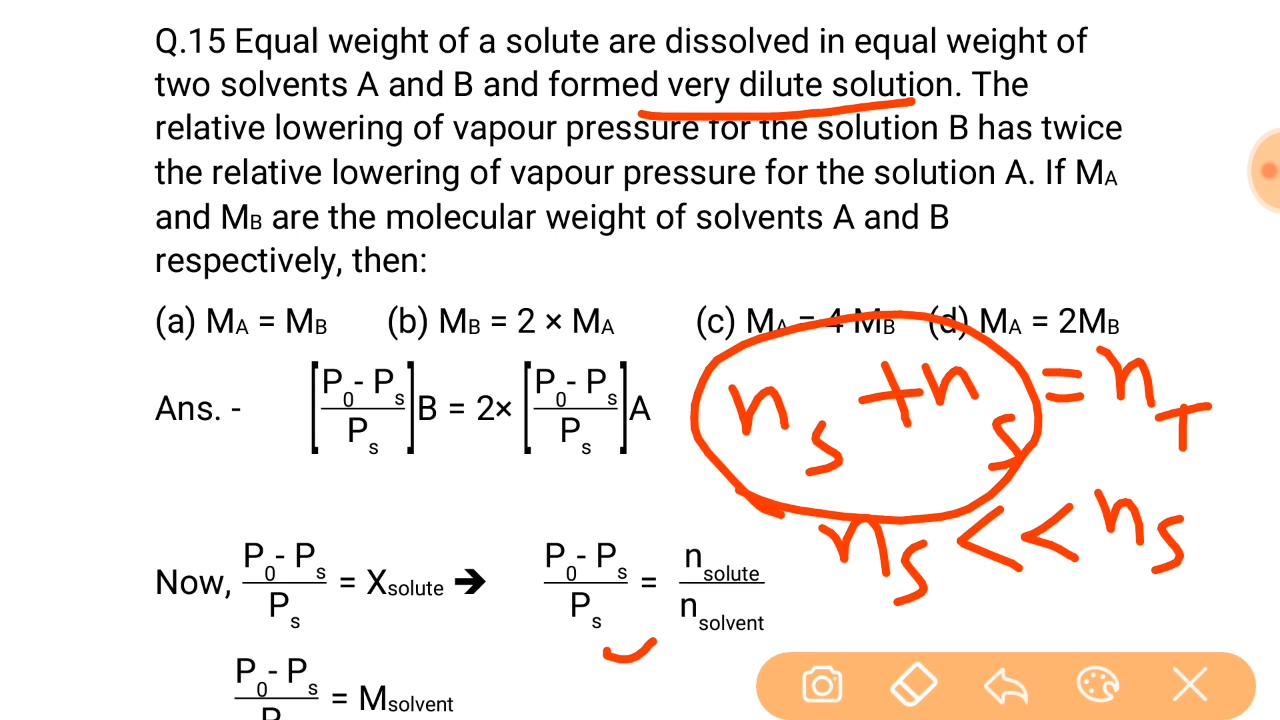 Q.15 Equal weight of a solute are dissolved in equal weight of
two solvents A and B and formed very dilute solution. The
relative lowering of vapour pressure for the solution B has twice
the relative lowering of vapour pressure for the solution A. If MA
and MB are the molecular weight of solvents A and B
respectively, then:
(a) MA = MB (b) MB = 2 × MA (c) MA = 4 MB (d) MA = 2MB
Ans. - [P0 - Ps / Ps]B = 2× [P0 - Ps / Ps]A
ns + ns = nT
ns << ns
Now, P0 - Ps / Ps = Xsolute ➔ P0 - Ps / Ps = nsolute / nsolvent
P0 - Ps / P = Msolvent